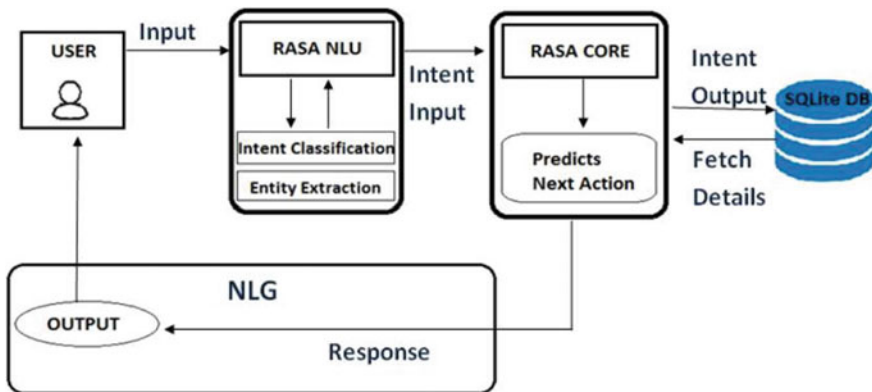 USER
Input
RASA NLU
Intent Classification
Entity Extraction
Intent
Input
RASA CORE
Predicts
Next Action
Intent
Output
SQLite DB
Fetch
Details
NLG
OUTPUT
Response